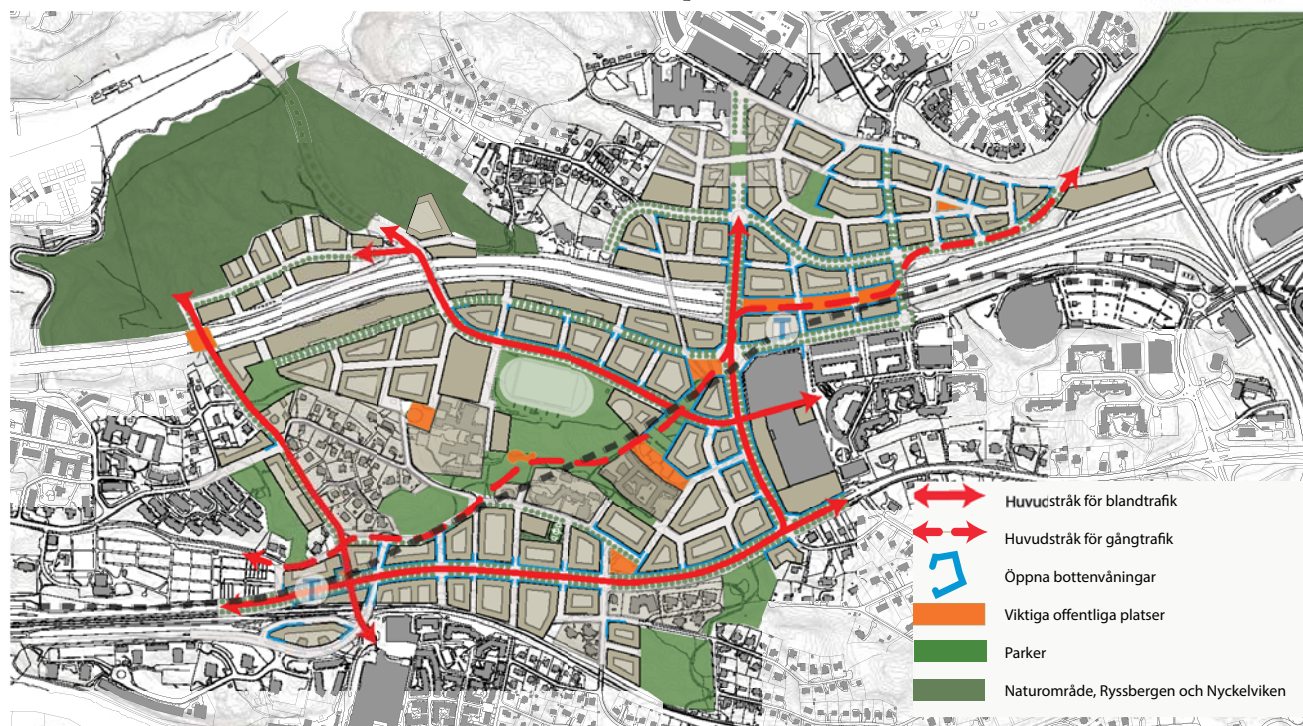 T
T
Huvudstråk för blandtrafik
Huvudstråk för gångtrafik
Öppna bottenvåningar
Viktiga offentliga platser
Parker
Naturområde, Ryssbergen och Nyckelviken